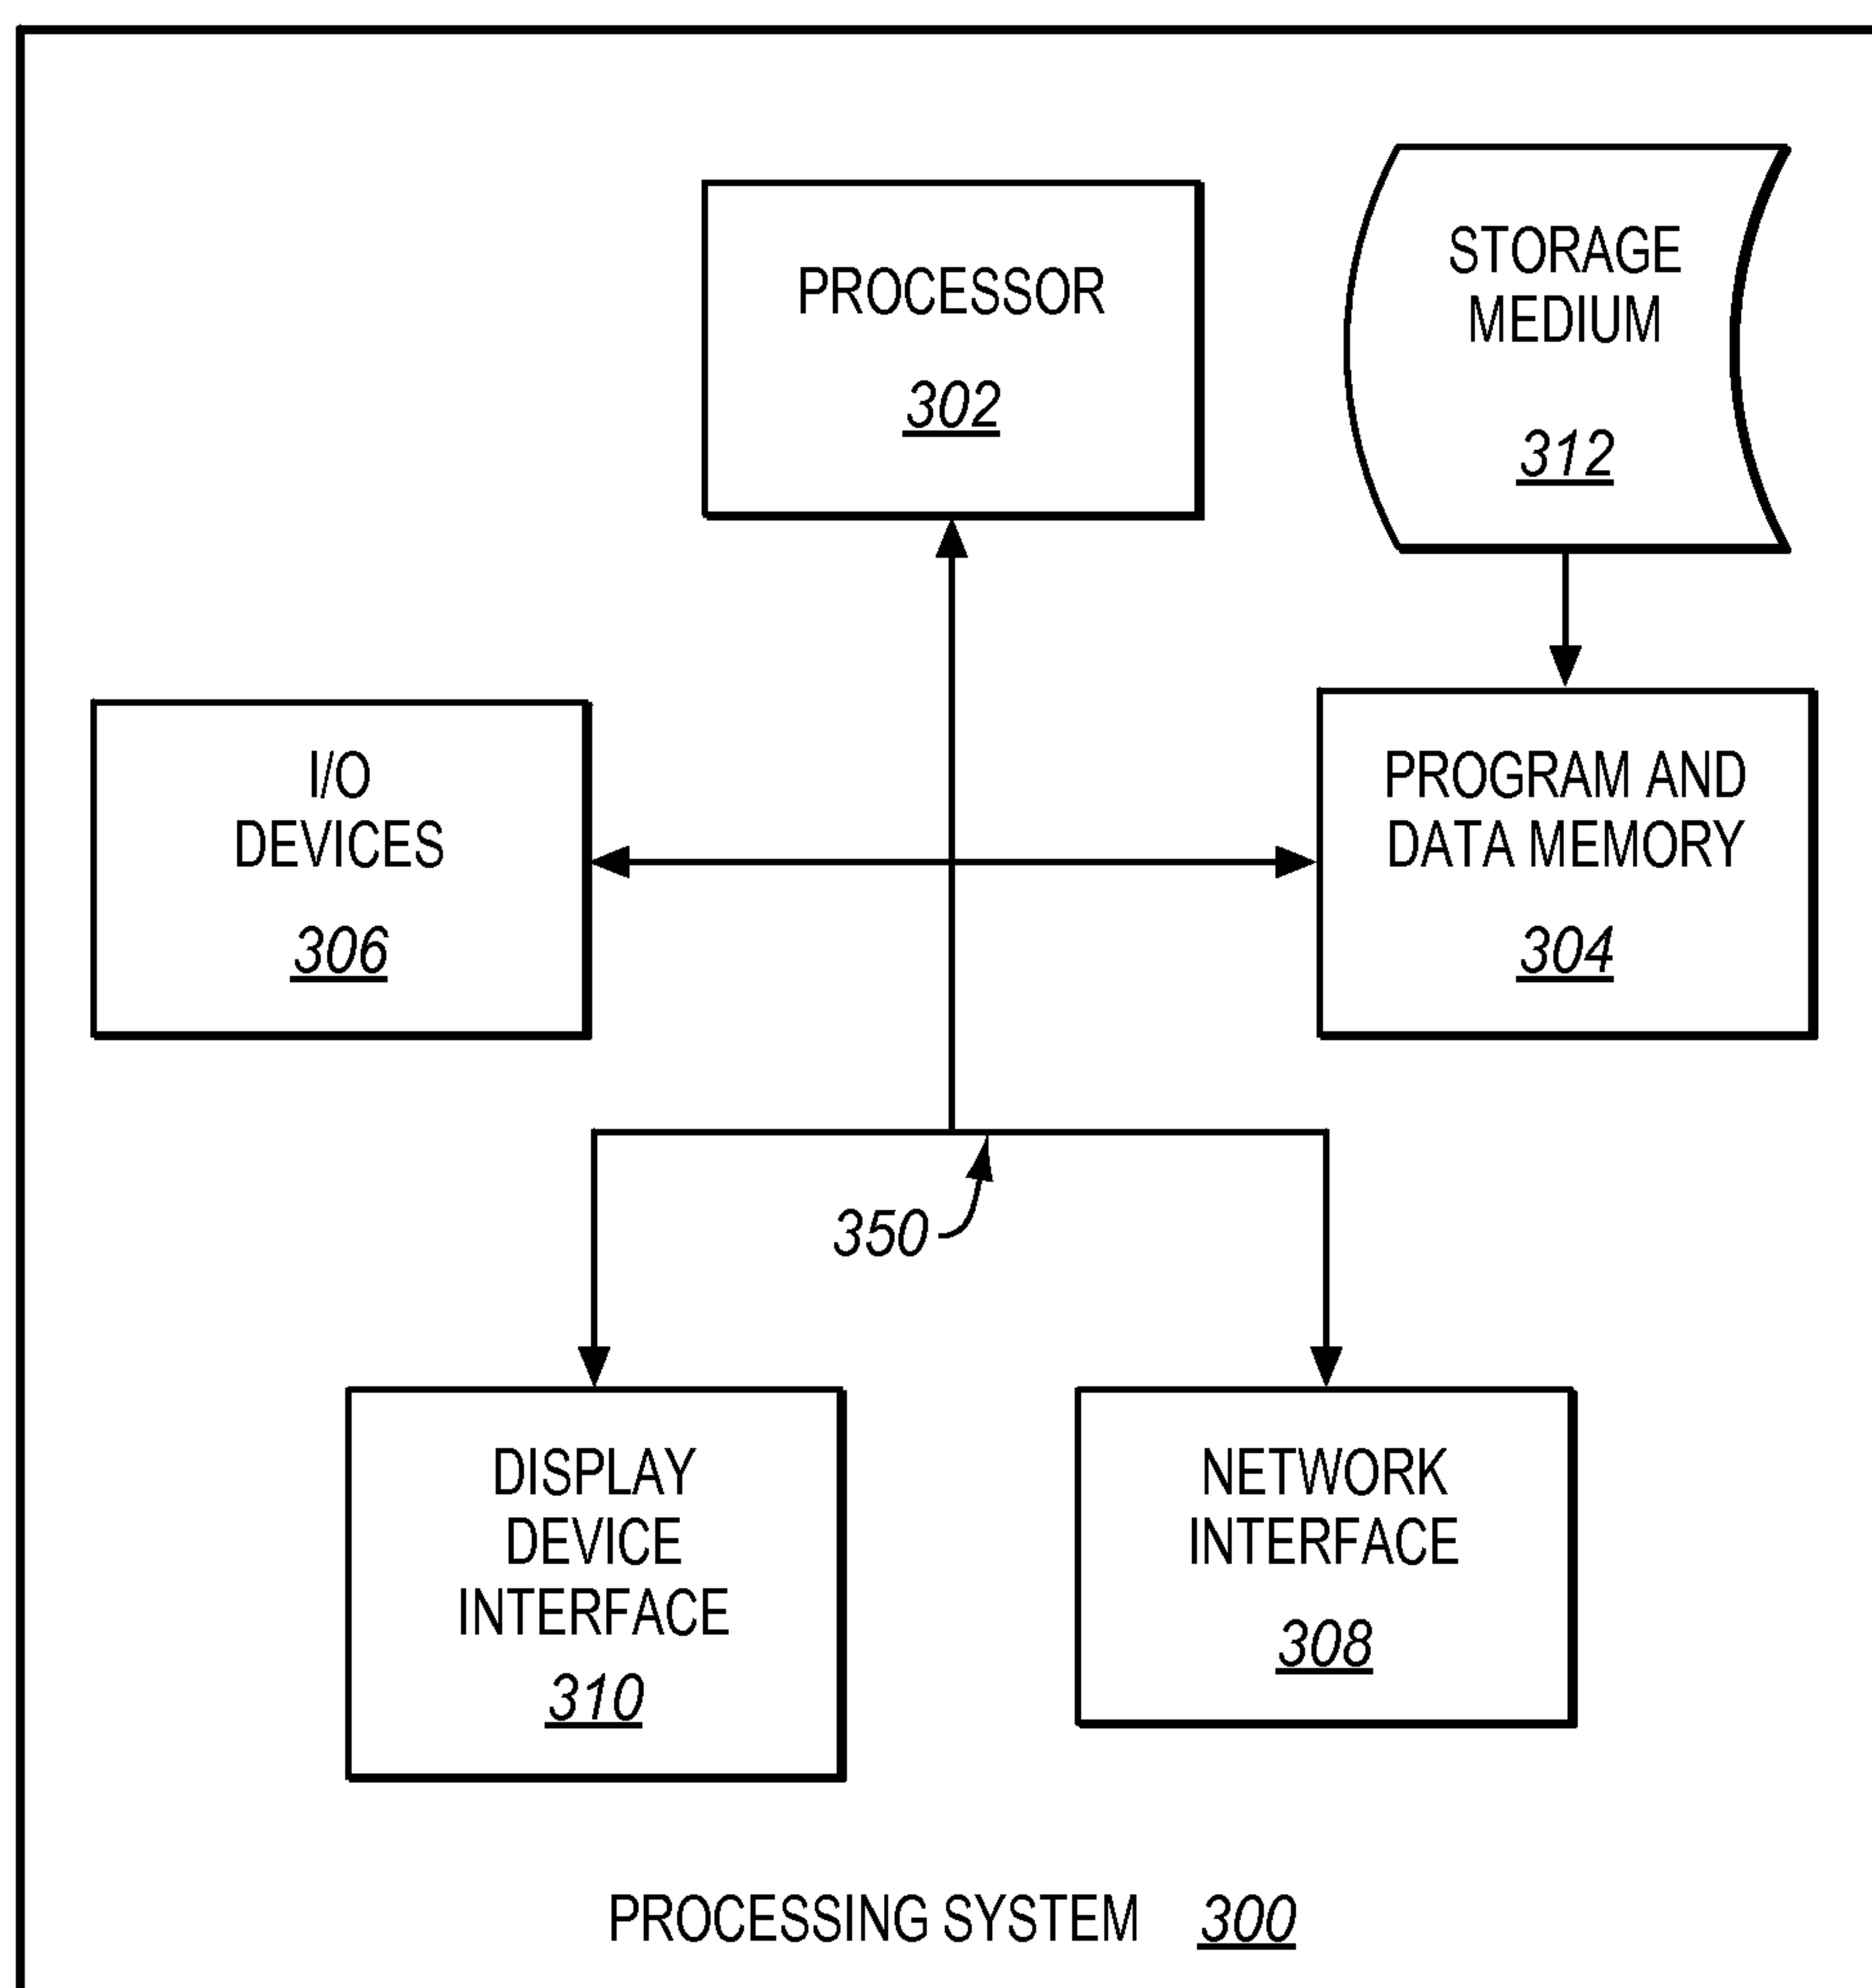 PROCESSOR
302
STORAGE
MEDIUM
312
I/O
DEVICES
306
PROGRAM AND
DATA MEMORY
304
350
DISPLAY
DEVICE
INTERFACE
310
NETWORK
INTERFACE
308
PROCESSING SYSTEM 300